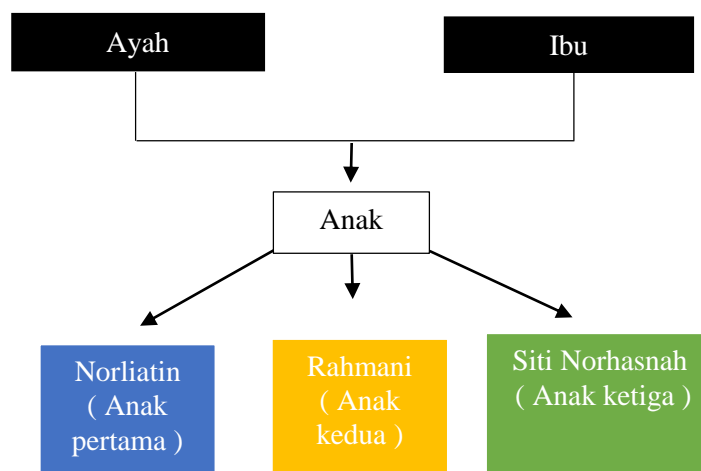 Ayah
Ibu
Anak
Norliatin
( Anak
pertama )
Rahmani
( Anak
kedua )
Siti Norhasnah
( Anak ketiga )